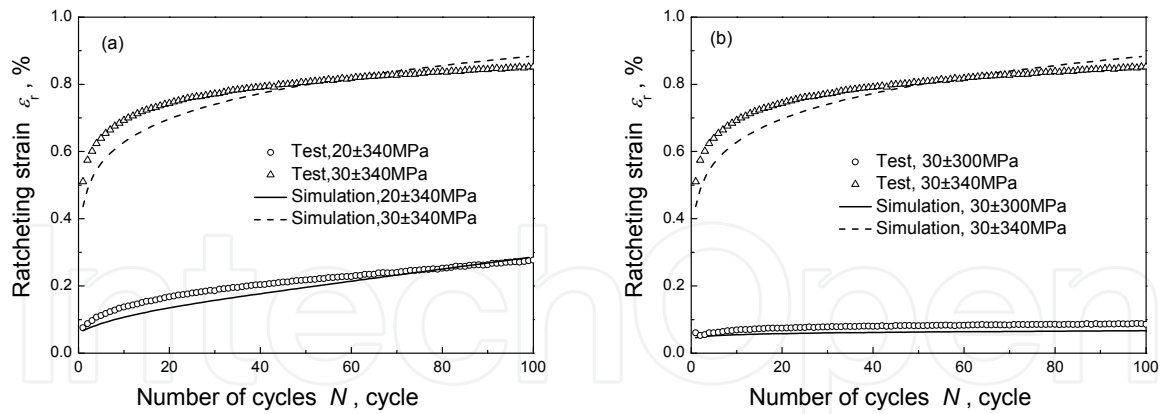 (a)
1.0
0.8
0.6
0.4
0.2
0.0
0
20
40
60
80
100
Ratcheting strain εr , %
Number of cycles N , cycle
Test,20±340MPa
Test,30±340MPa
Simulation,20±340MPa
Simulation,30±340MPa
(b)
1.0
0.8
0.6
0.4
0.2
0.0
0
20
40
60
80
100
Ratcheting strain εr , %
Number of cycles N , cycle
Test, 30±300MPa
Test, 30±340MPa
Simulation, 30±300MPa
Simulation, 30±340MPa
IntechOpen